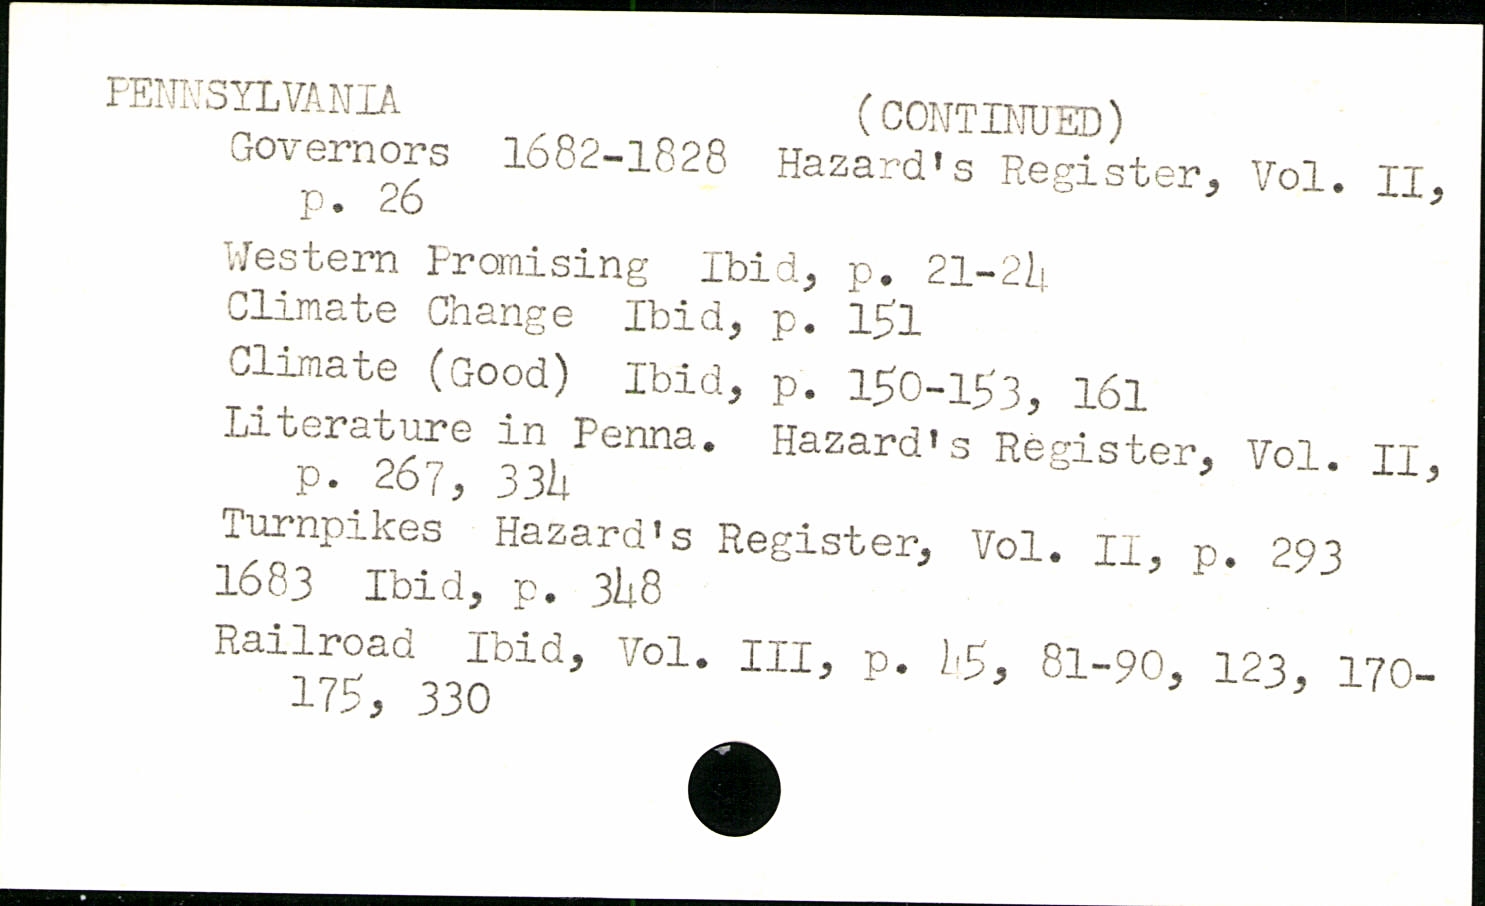 PENNSYLVANIA (CONTINUED)
Governors 1682-1828 Hazard's Register, Vol. II,
p. 26
Western Promising Ibid, p. 21-24
Climate Change Ibid, p. 151
Climate (Good) Ibid, p. 150-153, 161
Literature in Penna. Hazard's Register, Vol. II,
p. 267, 334
Turnpikes Hazard's Register, Vol. II, p. 293
1683 Ibid, p. 348
Railroad Ibid, Vol. III, p. 45, 81-90, 123, 170-
175, 330